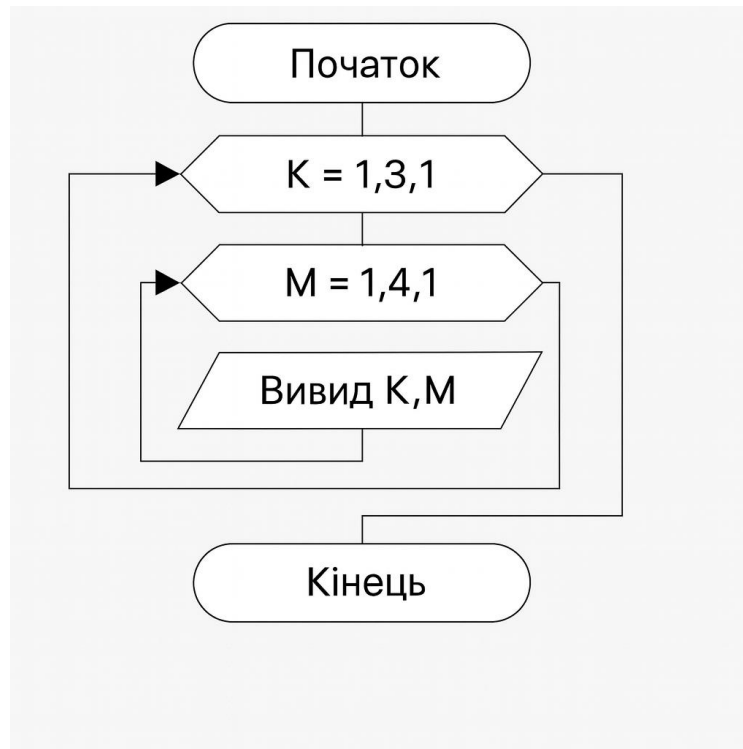 Початок
К = 1,3,1
М = 1,4,1
Вивид К,М
Кінець